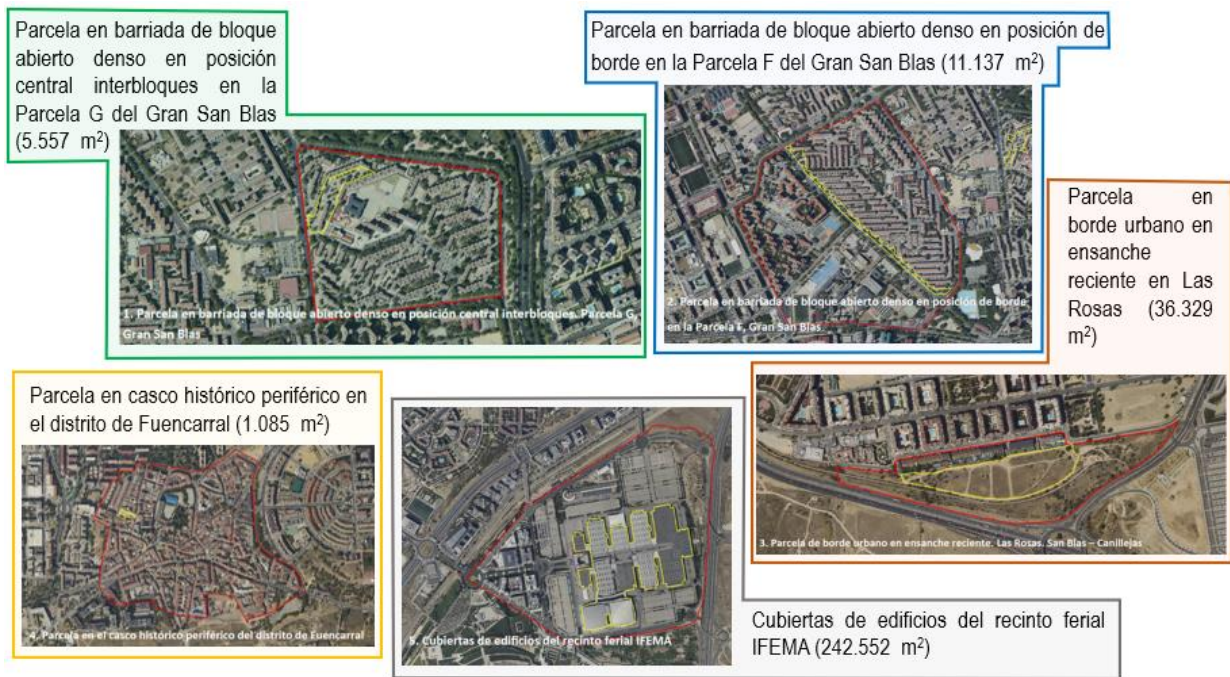 Parcela en barriada de bloque
abierto denso en posición
central interbloques en la
Parcela G del Gran San Blas
(5.557 m²)
1. Parcela en barriada de bloque abierto denso en posición central interbloques. Parcela G,
Gran San Blas
Parcela en barriada de bloque abierto denso en posición de
borde en la Parcela F del Gran San Blas (11.137 m²)
2. Parcela en barriada de bloque abierto denso en posición de borde
en la Parcela F, Gran San Blas
Parcela en
borde urbano en
ensanche
reciente en Las
Rosas (36.329
m²)
3. Parcela de borde urbano en ensanche reciente. Las Rosas. San Blas – Canillejas
Parcela en casco histórico periférico en
el distrito de Fuencarral (1.085 m²)
4. Parcela en el casco histórico periférico del distrito de Fuencarral
5. Cubiertas de edificios del recinto ferial IFEMA
Cubiertas de edificios del recinto ferial
IFEMA (242.552 m²)